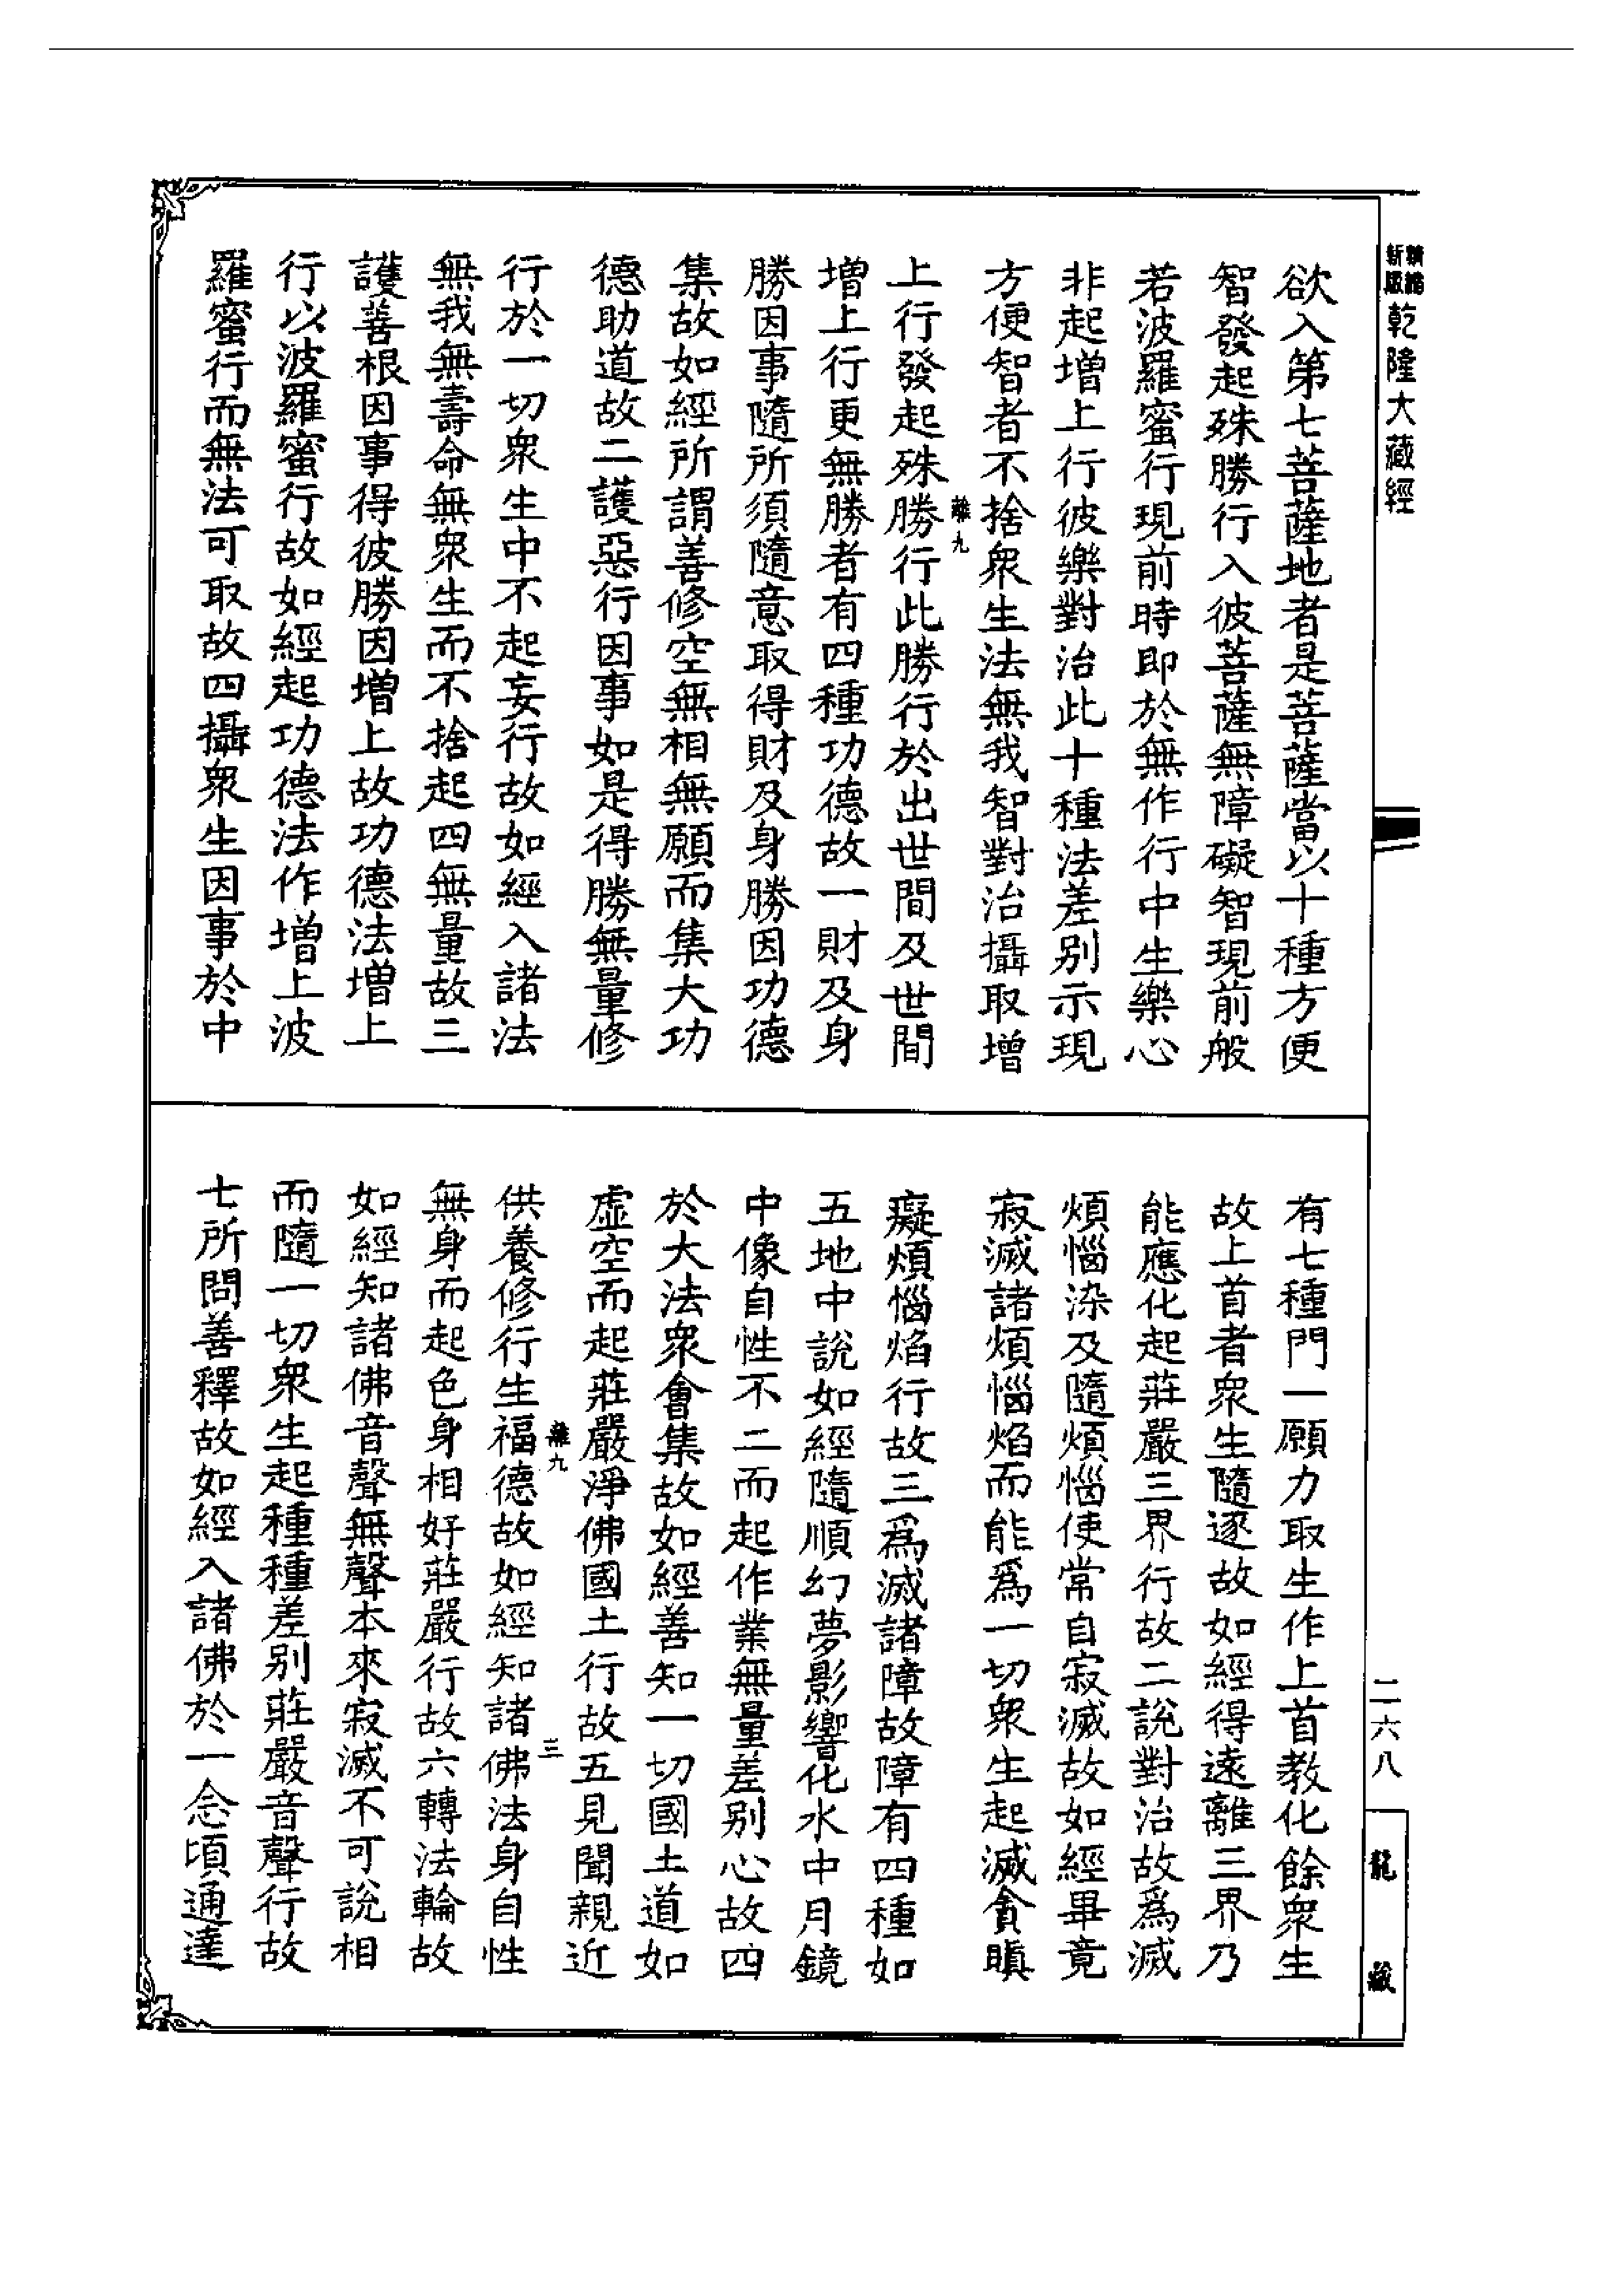 新版
精編
乾隆大藏經
欲入第七菩薩地者是菩薩當以十種方便
智發起殊勝行入彼菩薩無障礙智現前般
若波羅蜜行現前時即於無作行中生樂心
非起增上行彼樂對治此十種法差别示現
方便智者不捨衆生法無我智對治攝取增
離九
上行發起殊勝行此勝行於出世間及世間
增上行更無勝者有四種功德故一財及身
勝因事隨所須隨意取得財及身勝因功德
集故如經所謂善修空無相無願而集大功
德助道故二護惡行因事如是得勝無量修
行於一切衆生中不起妄行故如經入諸法
無我無壽命無衆生而不捨起四無量故三
護善根因事得彼勝因增上故功德法增上
行以波羅蜜行故如經起功德法作增上波
羅蜜行而無法可取故四攝衆生因事於中
有七種門一願力取生作上首教化餘衆生
故上首者衆生隨逐故如經得遠離三界乃
能應化起莊嚴三界行故二說對治故爲滅
煩惱染及隨煩惱使常自寂滅故如經畢竟
寂滅諸煩惱焰而能爲一切衆生起滅貪瞋
癡煩惱焰行故三爲滅諸障故障有四種如
五地中說如經隨順幻夢影響化水中月鏡
中像自性不二而起作業無量差别心故四
於大法衆會集故如經善知一切國土道如
虛空而起莊嚴淨佛國土行故五見聞親近
離九
三
供養修行生福德故如經知諸佛法身自性
無身而起色身相好莊嚴行故六轉法輪故
如經知諸佛音聲無聲本來寂滅不可說相
而隨一切衆生起種種差别莊嚴音聲行故
七所問善釋故如經入諸佛於一念頃通達
二六八
龍藏